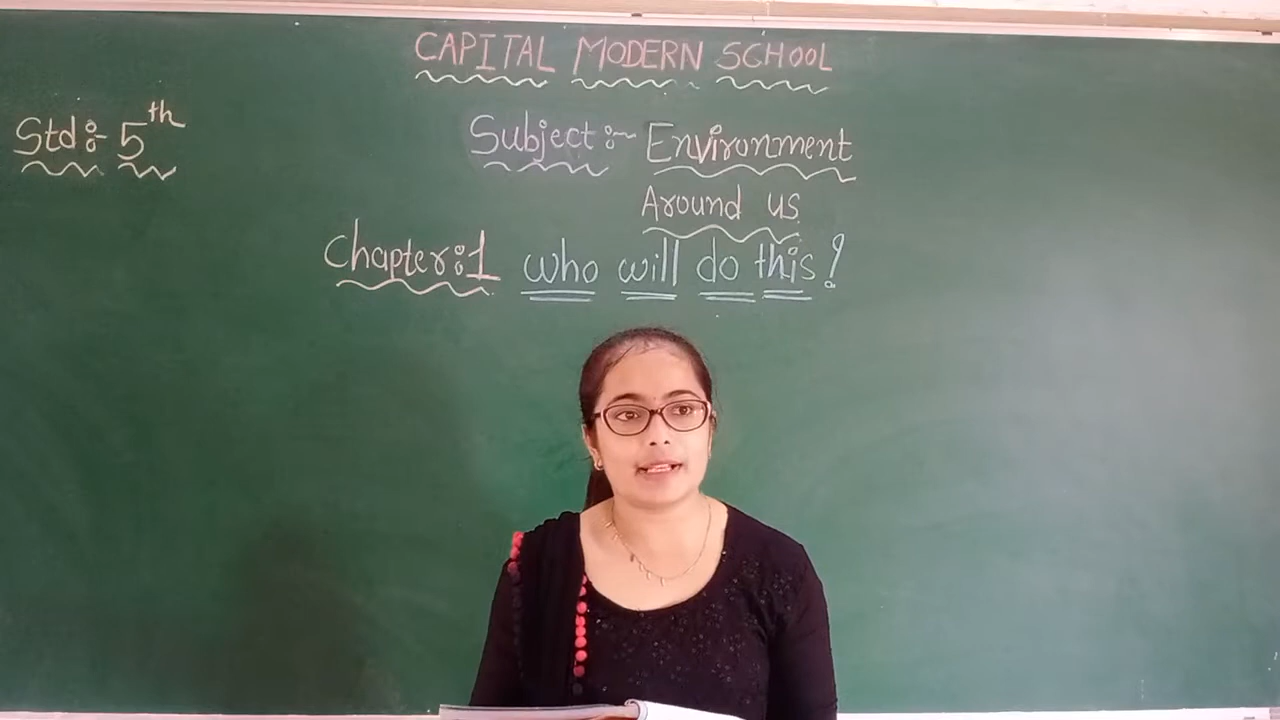 CAPITAL MODERN SCHOOL
Std:- 5th
Subject:- Environment
Around us
Chapter:1 who will do this?